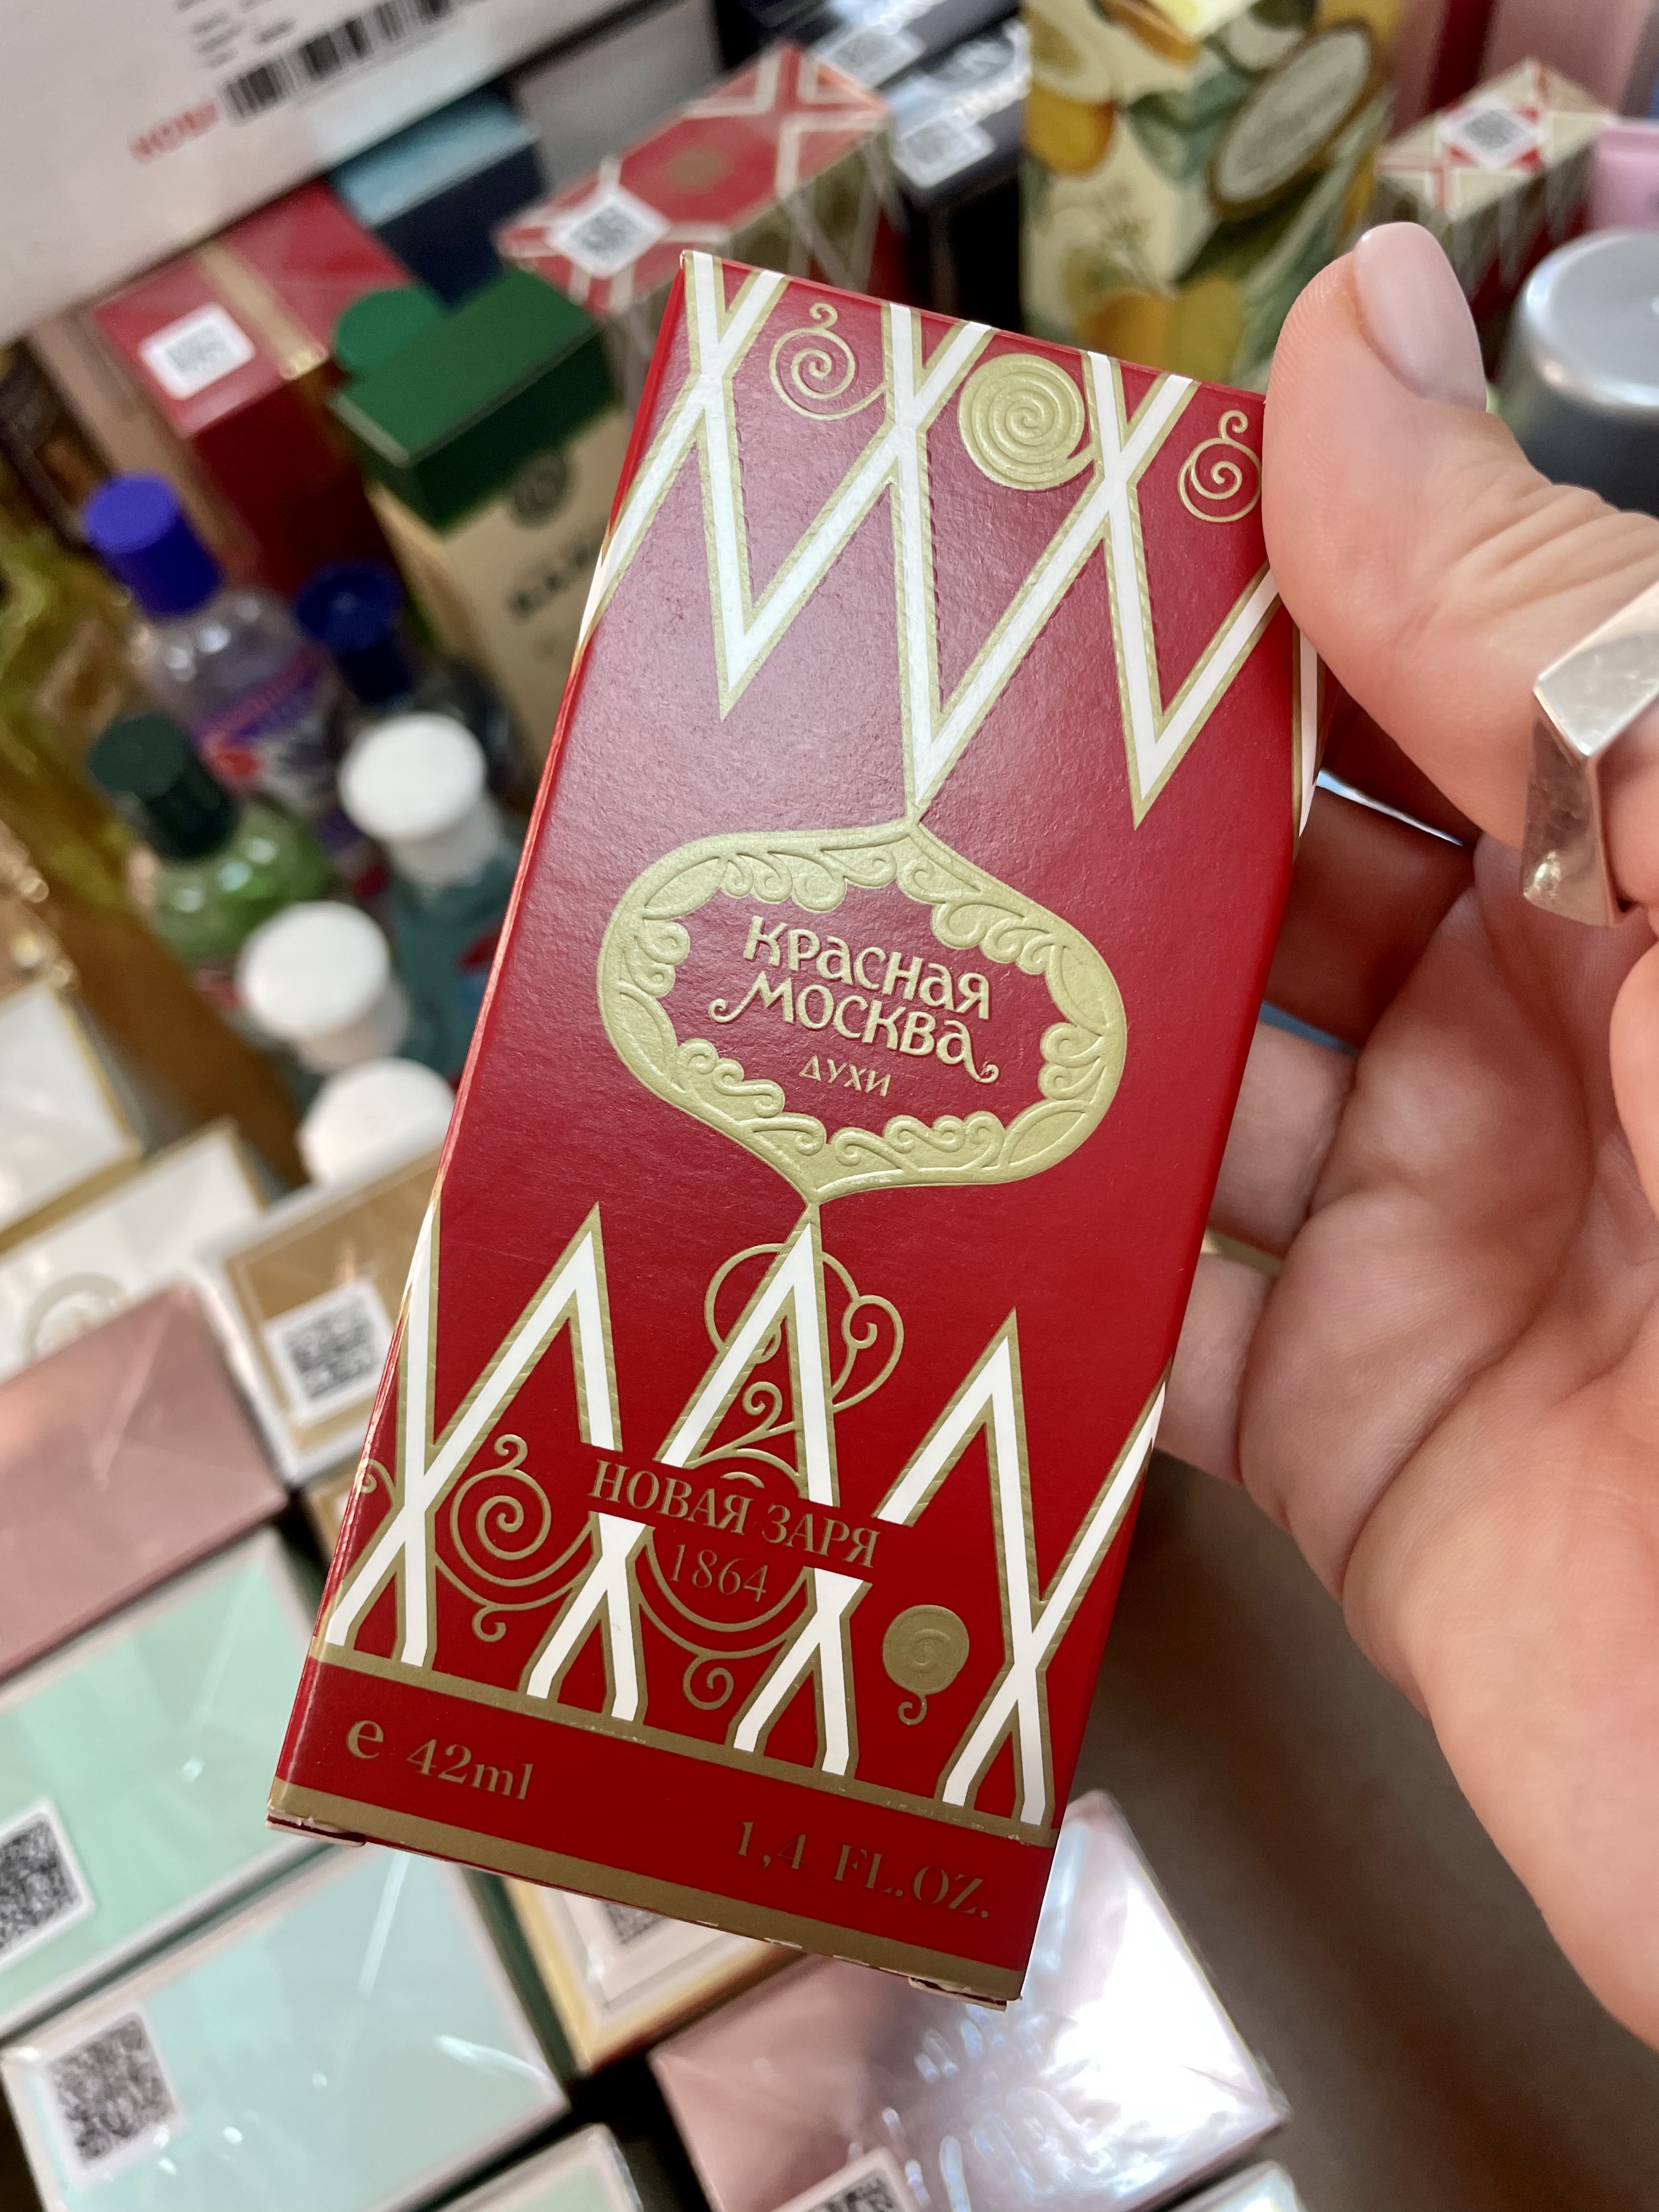 Красная
Москва
духи
НОВАЯ ЗАРЯ
1864
e 42ml
1,4 FL.OZ.